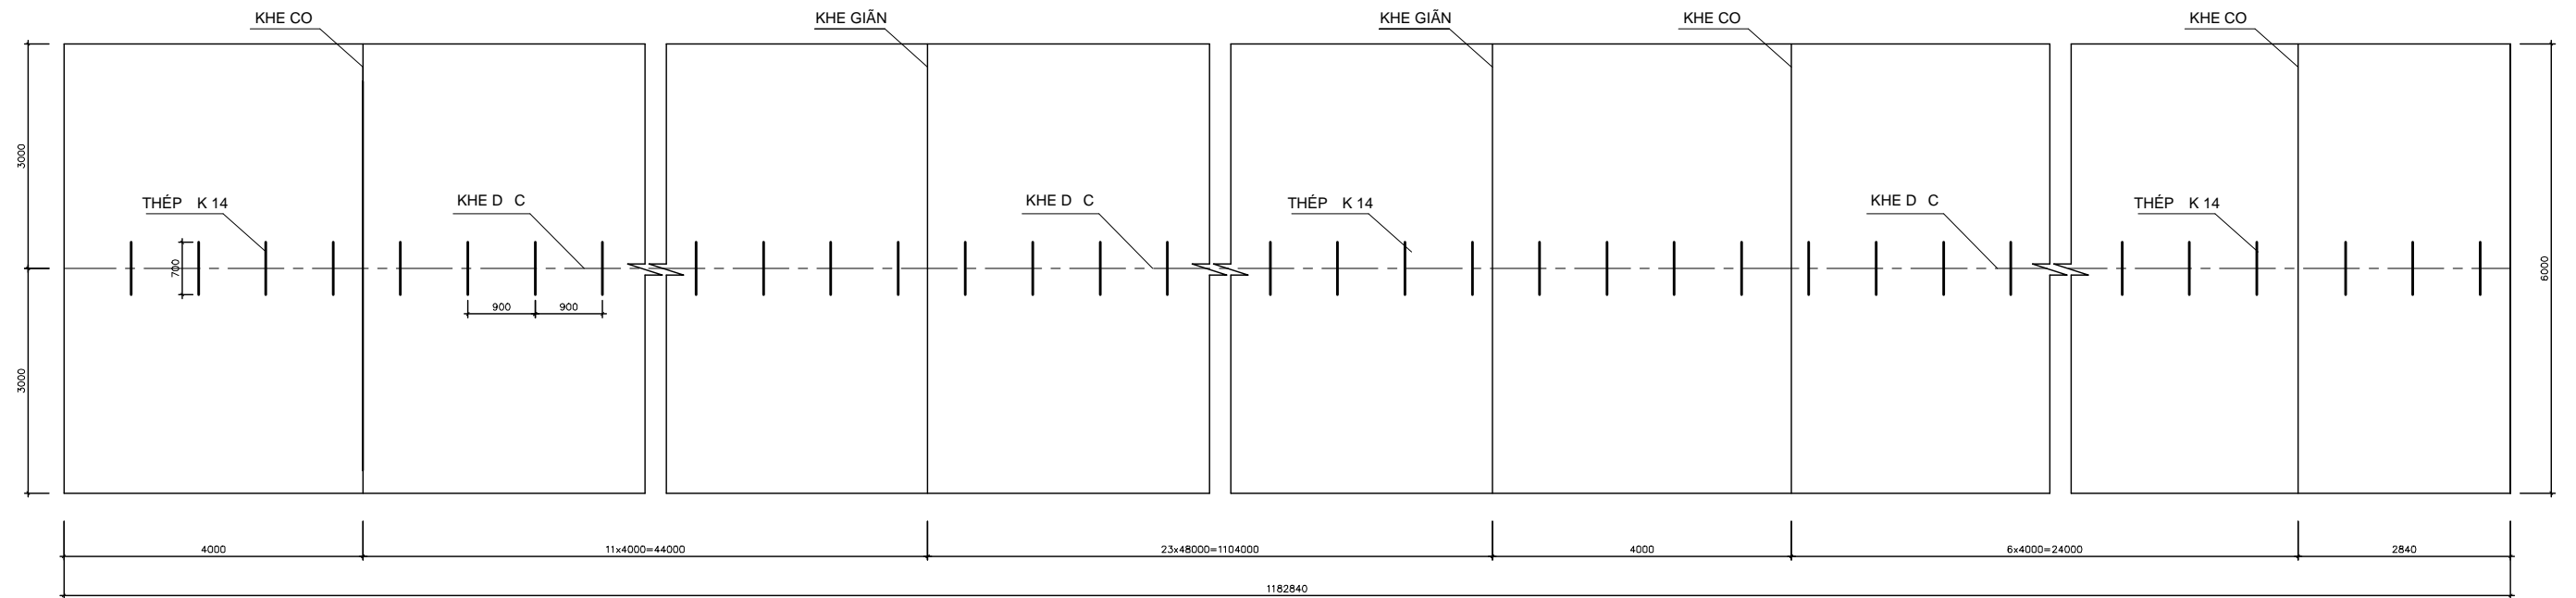 KHE CO
KHE GIÃN
KHE GIÃN
KHE CO
KHE CO
3000
THÉP K 14
KHE D C
KHE D C
THÉP K 14
KHE D C
THÉP K 14
700
6000
900
900
3000
4000
11x4000=44000
23x48000=1104000
4000
6x4000=24000
2840
1182840